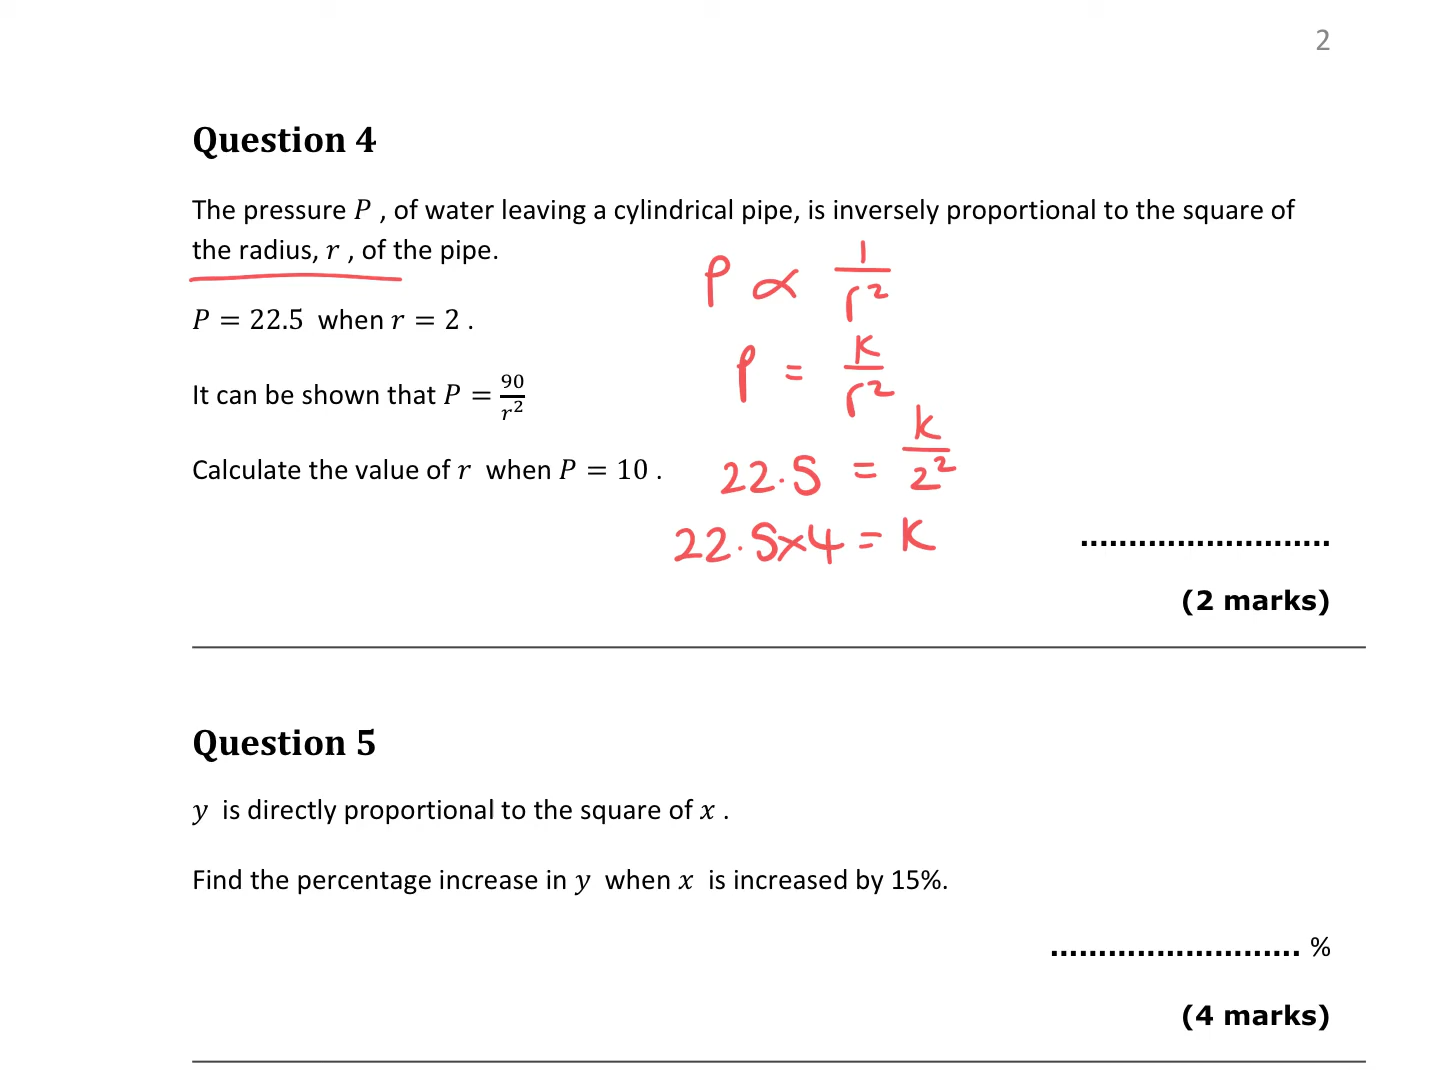 2
Question 4
The pressure P , of water leaving a cylindrical pipe, is inversely proportional to the square of
the radius, r , of the pipe.
P ∝ 1/r²
P = 22.5 when r = 2 .
P = k/r²
It can be shown that P = 90/r²
Calculate the value of r when P = 10 .
22.5 = k/2²
22.5×4 = k
..........................
(2 marks)
Question 5
y is directly proportional to the square of x .
Find the percentage increase in y when x is increased by 15%.
.......................... %
(4 marks)